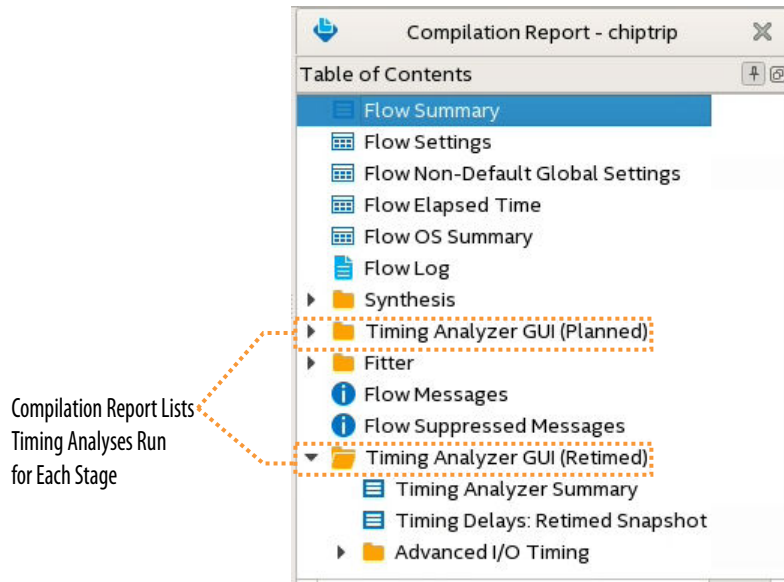 Compilation Report - chiptrip
Table of Contents
Flow Summary
Flow Settings
Flow Non-Default Global Settings
Flow Elapsed Time
Flow OS Summary
Flow Log
Synthesis
Timing Analyzer GUI (Planned)
Fitter
Flow Messages
Flow Suppressed Messages
Timing Analyzer GUI (Retimed)
Timing Analyzer Summary
Timing Delays: Retimed Snapshot
Advanced I/O Timing
Compilation Report Lists
Timing Analyses Run
for Each Stage